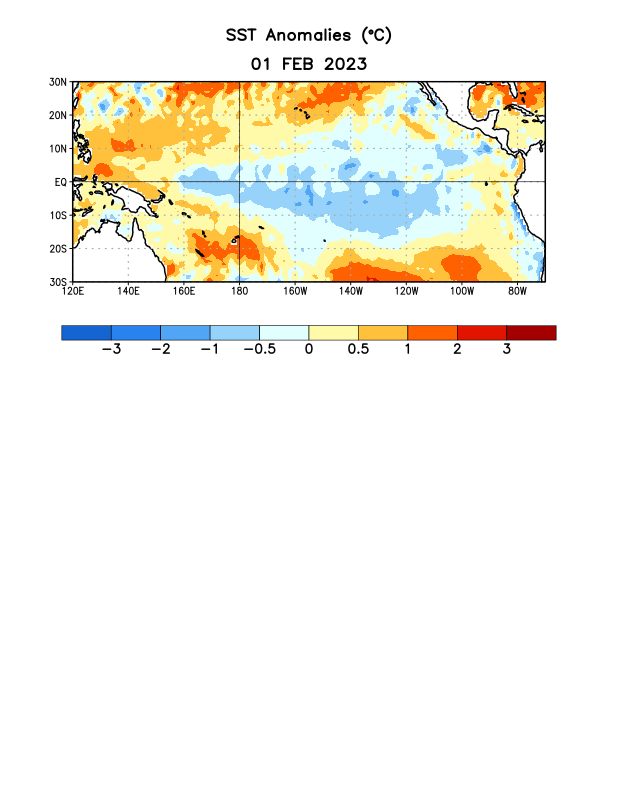 SST Anomalies (°C)
01 FEB 2023
30N
20N
10N
EQ
10S
20S
30S
120E 140E 160E 180 160W 140W 120W 100W 80W
−3 −2 −1 −0.5 0 0.5 1 2 3